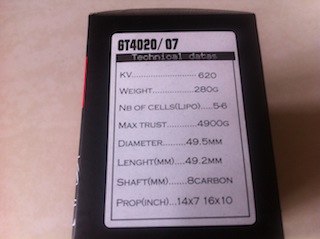 GT4020/07
Technical datas
KV........................620
Weight................280g
Nb of cells(LiPo).....5-6
Max trust...........4900g
Diameter.........49.5mm
Lenght(mm)....49.2mm
Shaft(mm).......8carbon
Prop(inch)...14x7 16x10